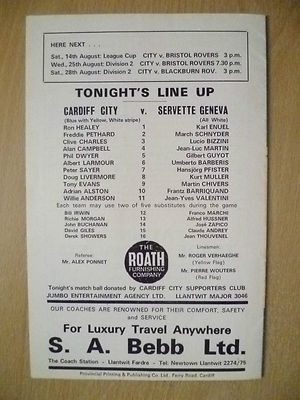 HERE NEXT . . .
Sat., 14th August: League Cup CITY v. BRISTOL ROVERS 3 p.m.
Wed., 25th August: Division 2 CITY v. BRISTOL ROVERS 7.30 p.m.
Sat., 28th August: Division 2 CITY v. BLACKBURN ROV. 3 p.m.
TONIGHT'S LINE UP
CARDIFF CITY v. SERVETTE GENEVA
(Blue with Yellow, White stripe) (All White)
Ron HEALEY 1 Karl ENUEL
Freddie PETHARD 2 March SCHNYDER
Clive CHARLES 3 Lucio BIZZINI
Alan CAMPBELL 4 Jean-Luc MARTIN
Phil DWYER 5 Gilbert GUYOT
Albert LARMOUR 6 Umberto BARBERIS
Peter SAYER 7 Hansjörg PFISTER
Doug LIVERMORE 8 Kurt MULLER
Tony EVANS 9 Martin CHIVERS
Adrian ALSTON 10 Frantz BARRIQUAND
Willie ANDERSON 11 Jean-Yves VALENTINI
Each team may use two of five substitutes during the game
Bill IRWIN 12 Franco MARCHI
Richie MORGAN 13 Alfred HUSSNER
John BUCHANAN 14 José ZAPICO
David GILES 15 Claude ANDREY
Derek SHOWERS 16 Jean THOUVENEL
THE
ROATH
FURNISHING
COMPANY
Referee:
Mr. ALEX PONNET
Linesmen:
Mr. ROGER VERHAEGHE
(Yellow Flag)
Mr. PIERRE WOUTERS
(Red Flag)
Tonight's match ball donated by CARDIFF CITY SUPPORTERS CLUB
JUMBO ENTERTAINMENT AGENCY LTD. LLANTWIT MAJOR 3046
OUR COACHES ARE RENOWNED FOR THEIR COMFORT, SAFETY
and SERVICE
For Luxury Travel Anywhere
S. A. Bebb Ltd.
The Coach Station - Llantwit Fardre - Tel: Newtown Llantwit 2274/75
Provincial Printing & Publishing Co. Ltd. Ferry Road, Cardiff